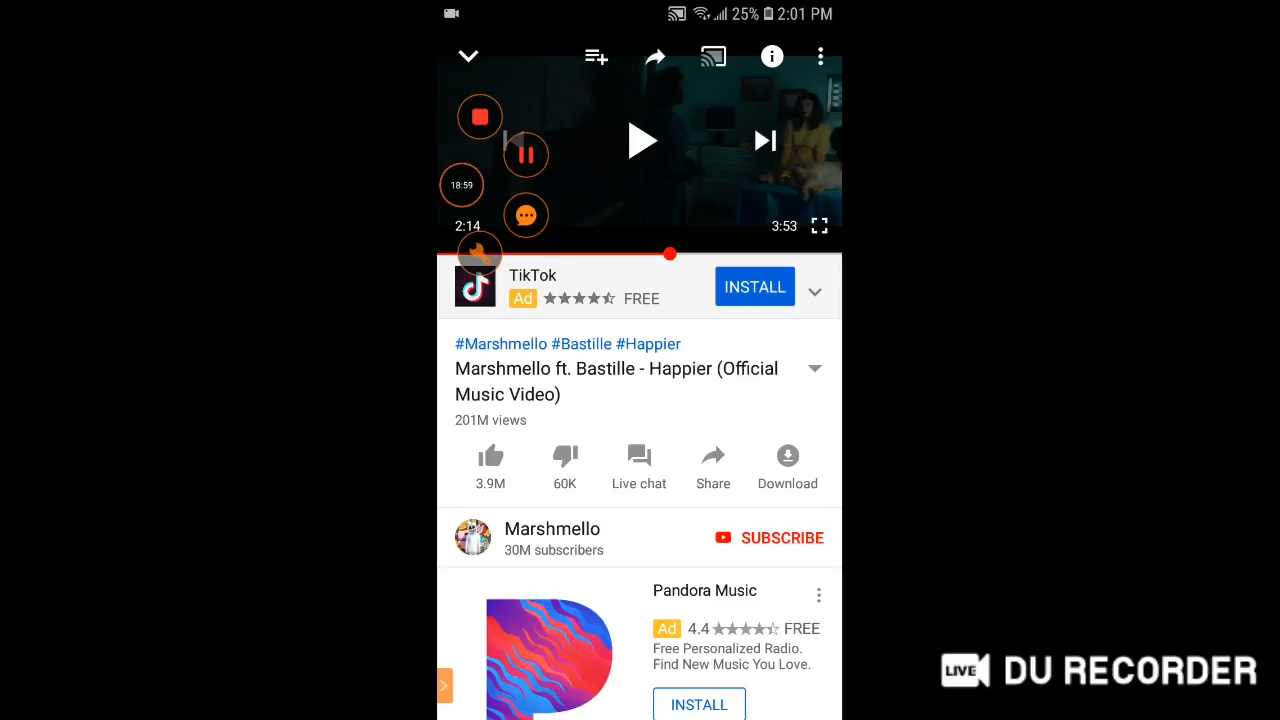 25% 2:01 PM
18:59
2:14
3:53
TikTok
Ad FREE
INSTALL
#Marshmello #Bastille #Happier
Marshmello ft. Bastille - Happier (Official
Music Video)
201M views
3.9M
60K
Live chat
Share
Download
Marshmello
30M subscribers
SUBSCRIBE
Pandora Music
Ad 4.4 FREE
Free Personalized Radio.
Find New Music You Love.
INSTALL
LIVE DU RECORDER